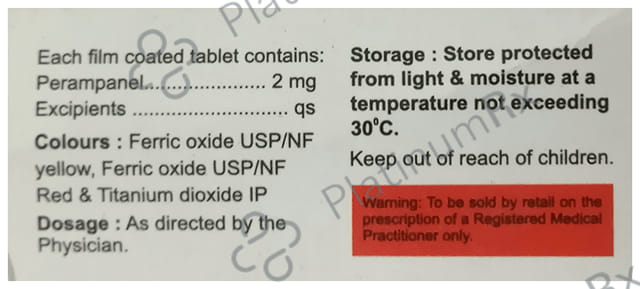 Each film coated tablet contains:
Perampanel..................... 2 mg
Excipients ............................ qs
Colours : Ferric oxide USP/NF
yellow, Ferric oxide USP/NF
Red & Titanium dioxide IP
Dosage : As directed by the
Physician.
Storage : Store protected
from light & moisture at a
temperature not exceeding
30⁰C.
Keep out of reach of children.
Warning: To be sold by retail on the
prescription of a Registered Medical
Practitioner only.
PlatinumRx